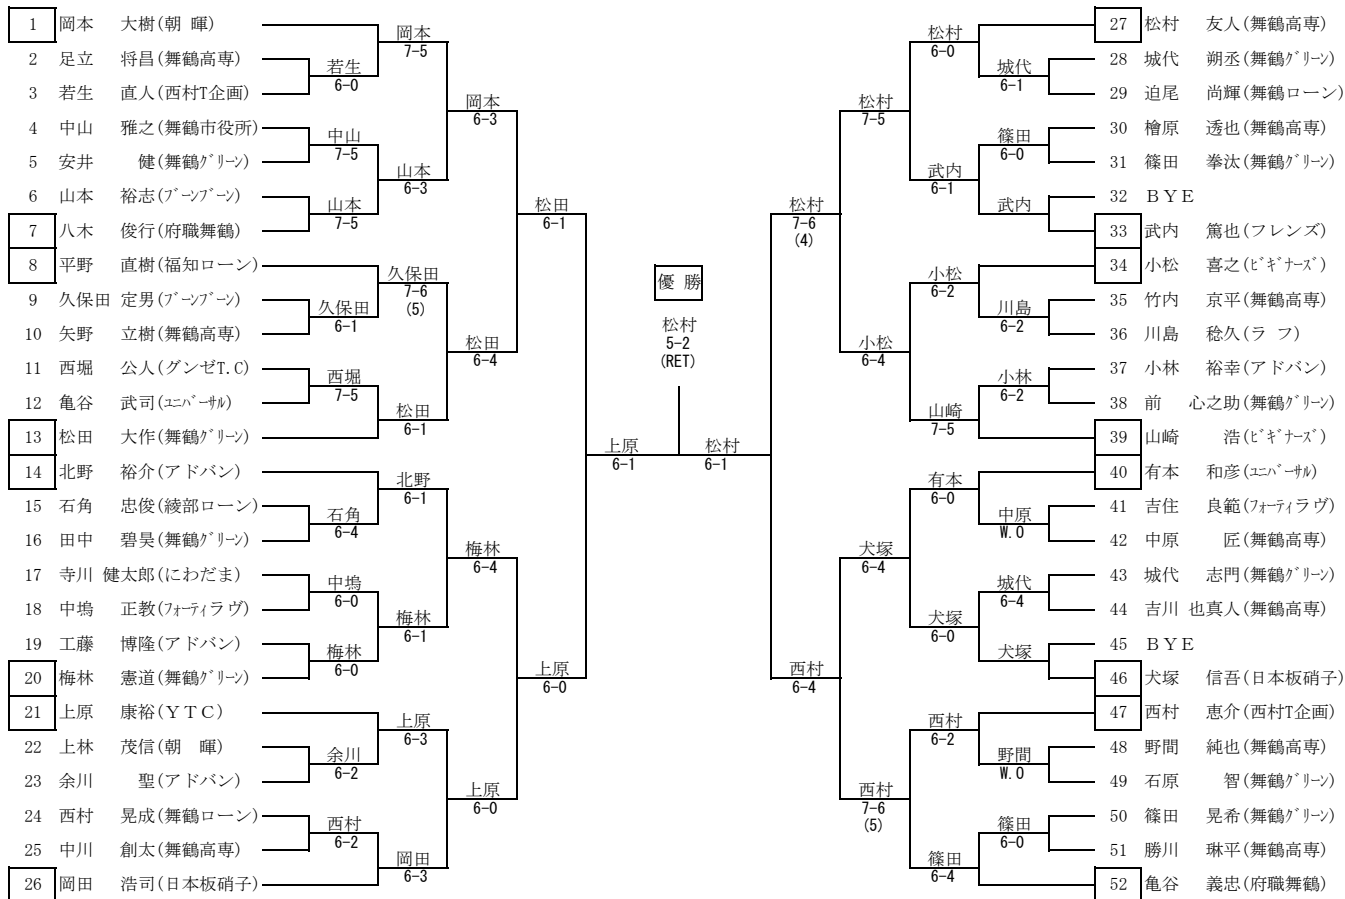 1 岡本 大樹(朝 暉)
2 足立 将昌(舞鶴高専)
3 若生 直人(西村T企画)
4 中山 雅之(舞鶴市役所)
5 安井 健(舞鶴グリーン)
6 山本 裕志(ブーンブーン)
7 八木 俊行(府職舞鶴)
8 平野 直樹(福知ローン)
9 久保田 定男(ブーンブーン)
10 矢野 立樹(舞鶴高専)
11 西堀 公人(グンゼT.C)
12 亀谷 武司(ユニバーサル)
13 松田 大作(舞鶴グリーン)
14 北野 裕介(アドバン)
15 石角 忠俊(綾部ローン)
16 田中 碧昊(舞鶴グリーン)
17 寺川 健太郎(にわだま)
18 中塢 正教(フォーティラヴ)
19 工藤 博隆(アドバン)
20 梅林 憲道(舞鶴グリーン)
21 上原 康裕(YTC)
22 上林 茂信(朝 暉)
23 余川 聖(アドバン)
24 西村 晃成(舞鶴ローン)
25 中川 創太(舞鶴高専)
26 岡田 浩司(日本板硝子)
若生
6-0
中山
7-5
山本
7-5
久保田
6-1
西堀
7-5
石角
6-4
中塢
6-0
梅林
6-0
余川
6-2
西村
6-2
岡本
7-5
山本
6-3
久保田
7-6
(5)
松田
6-1
北野
6-1
梅林
6-1
上原
6-3
岡田
6-3
岡本
6-3
松田
6-4
梅林
6-4
上原
6-0
松田
6-1
上原
6-0
上原
6-1
優 勝
松村
5-2
(RET)
松村
6-1
松村
7-6
(4)
西村
6-4
松村
7-5
小松
6-4
犬塚
6-4
西村
7-6
(5)
松村
6-0
武内
6-1
小松
6-2
山崎
7-5
有本
6-0
犬塚
6-0
西村
6-2
篠田
6-4
城代
6-1
篠田
6-0
武内
川島
6-2
小林
6-2
中原
W.O
城代
6-4
犬塚
野間
W.O
篠田
6-0
27 松村 友人(舞鶴高専)
28 城代 朔丞(舞鶴グリーン)
29 迫尾 尚輝(舞鶴ローン)
30 檜原 透也(舞鶴高専)
31 篠田 拳汰(舞鶴グリーン)
32 BYE
33 武内 篤也(フレンズ)
34 小松 喜之(ビギナーズ)
35 竹内 京平(舞鶴高専)
36 川島 稔久(ラ フ)
37 小林 裕幸(アドバン)
38 前 心之助(舞鶴グリーン)
39 山崎 浩(ビギナーズ)
40 有本 和彦(ユニバーサル)
41 吉住 良範(フォーティラヴ)
42 中原 匠(舞鶴高専)
43 城代 志門(舞鶴グリーン)
44 吉川 也真人(舞鶴高専)
45 BYE
46 犬塚 信吾(日本板硝子)
47 西村 恵介(西村T企画)
48 野間 純也(舞鶴高専)
49 石原 智(舞鶴グリーン)
50 篠田 晃希(舞鶴グリーン)
51 勝川 琳平(舞鶴高専)
52 亀谷 義忠(府職舞鶴)